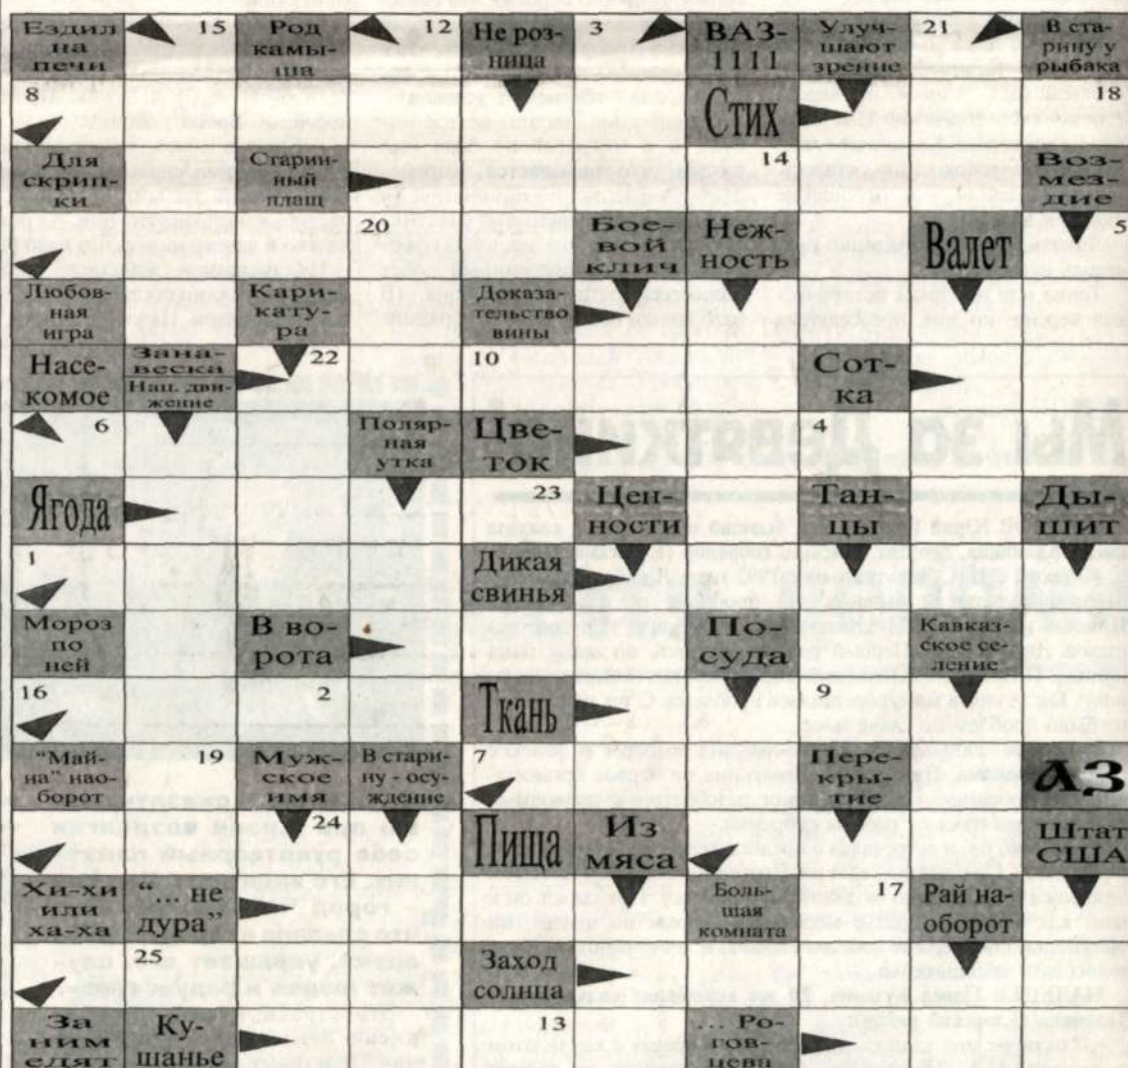 Ездил на печи
15
Род камы-ша
12
Не роз-ница
3
ВАЗ-1111
Улуч-шают зрение
21
В ста-рину у рыбака
8
Стих
18
Для скрип-ки
Старин-ный плащ
14
Воз-мез-дие
20
Бое-вой клич
Неж-ность
Валет
5
Любов-ная игра
Кари-кату-ра
Доказа-тельство вины
Насе-комое
Зана-веска
Нац. дви-жение
22
10
Сот-ка
6
Поляр-ная утка
Цве-ток
4
Ягода
23
Цен-ности
Тан-цы
Ды-шит
1
Дикая свинья
Мороз по ней
В во-рота
По-суда
Кавказ-ское се-ление
16
2
Ткань
9
"Май-на" нао-борот
19
Муж-ское имя
В стари-ну - осу-ждение
7
Пере-кры-тие
АЗ
24
Пища
Из мяса
Штат США
Хи-хи или ха-ха
"... не дура"
Боль-шая комната
17
Рай на-оборот
25
Заход солнца
За ним едят
Ку-шанье
13
... Ро-гов-цева